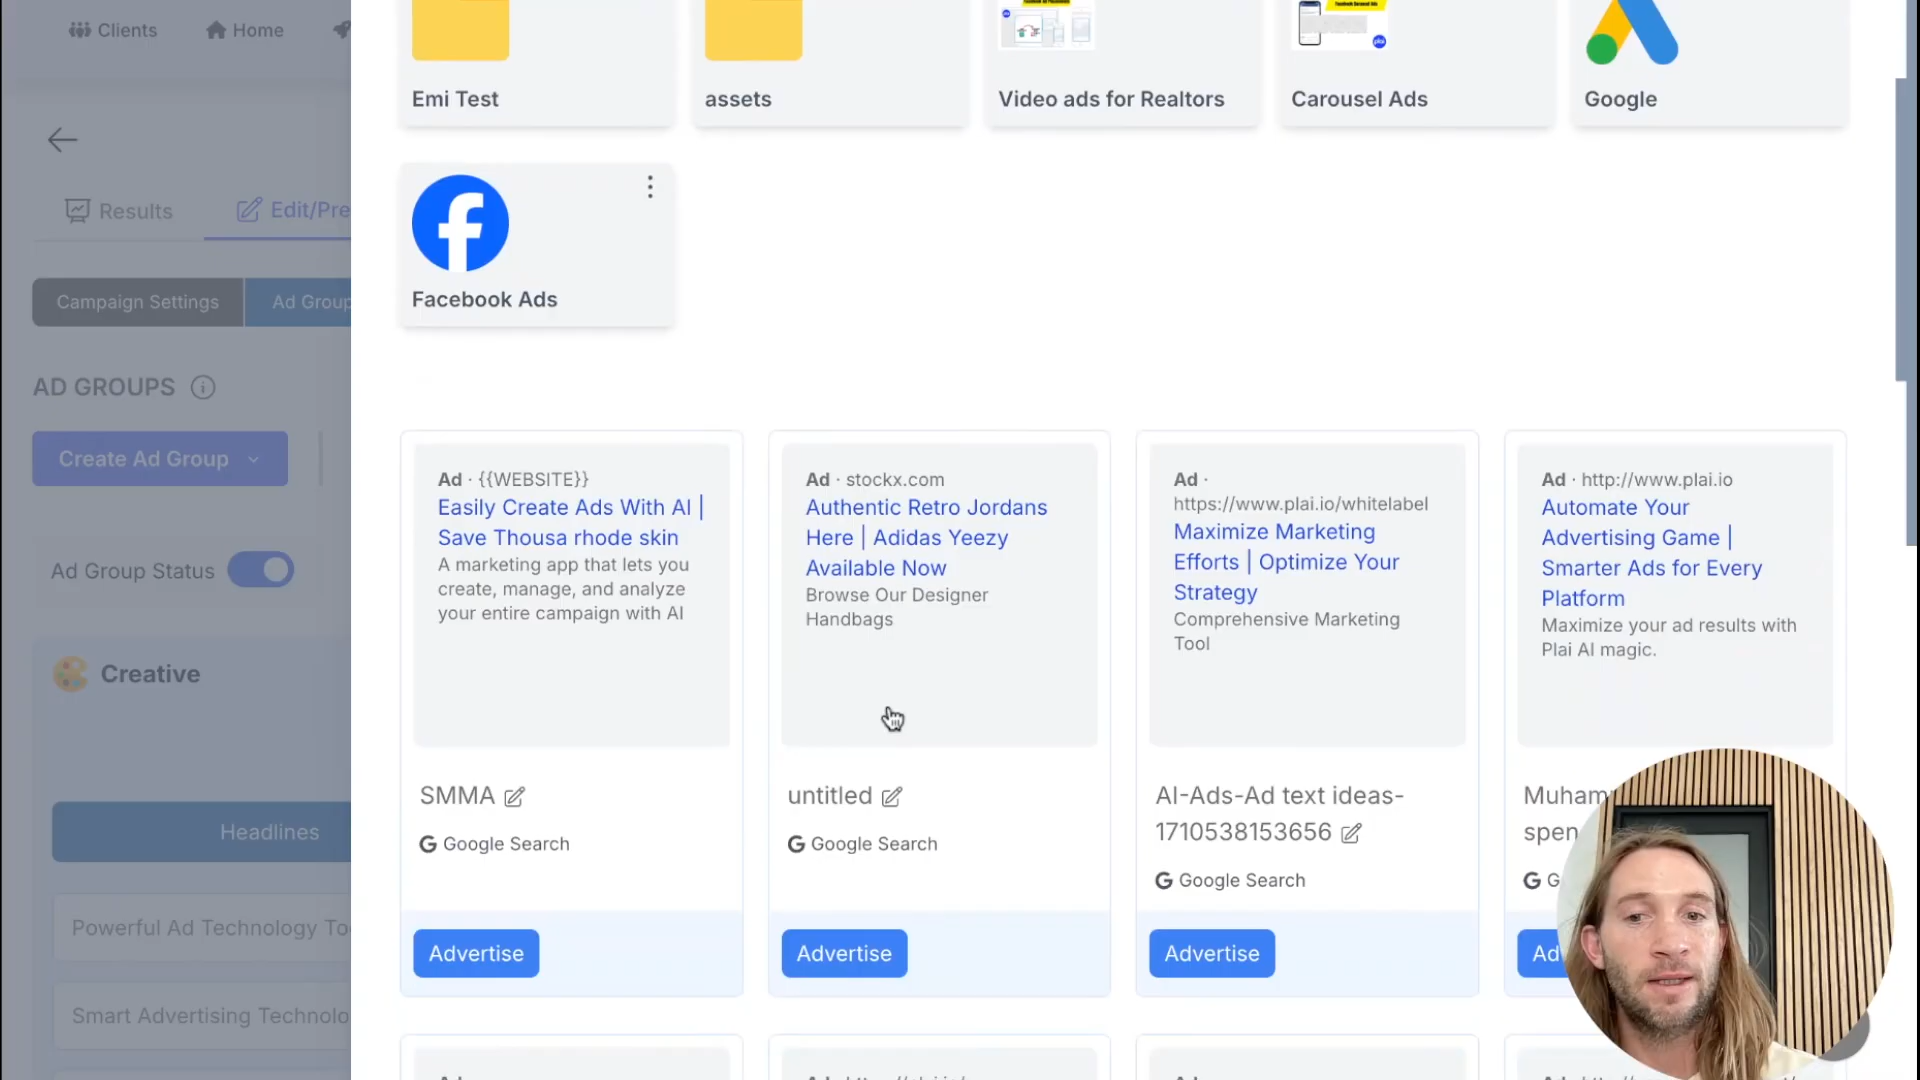 Clients
Home
Results
Edit/Pre
Campaign Settings
Ad Group
AD GROUPS
Create Ad Group
Ad Group Status
Creative
Headlines
Powerful Ad Technology To
Smart Advertising Technolo
Emi Test
assets
Video ads for Realtors
Carousel Ads
Google
Facebook Ads
Ad · {{WEBSITE}}
Easily Create Ads With AI |
Save Thousa rhode skin
A marketing app that lets you
create, manage, and analyze
your entire campaign with AI
SMMA
Google Search
Advertise
Ad · stockx.com
Authentic Retro Jordans
Here | Adidas Yeezy
Available Now
Browse Our Designer
Handbags
untitled
Google Search
Advertise
Ad ·
https://www.plai.io/whitelabel
Maximize Marketing
Efforts | Optimize Your
Strategy
Comprehensive Marketing
Tool
AI-Ads-Ad text ideas-
1710538153656
Google Search
Advertise
Ad · http://www.plai.io
Automate Your
Advertising Game |
Smarter Ads for Every
Platform
Maximize your ad results with
Plai AI magic.
Muham
spen
G
Ad